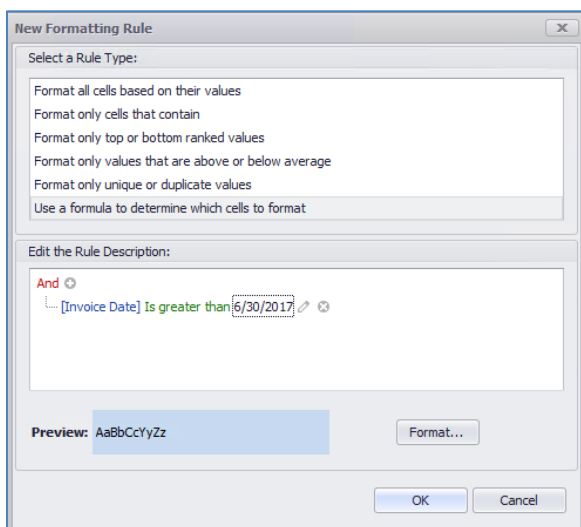 New Formatting Rule
Select a Rule Type:
Format all cells based on their values
Format only cells that contain
Format only top or bottom ranked values
Format only values that are above or below average
Format only unique or duplicate values
Use a formula to determine which cells to format
Edit the Rule Description:
And
[Invoice Date] Is greater than 6/30/2017
Preview: AaBbCcYyZz Format...
OK Cancel